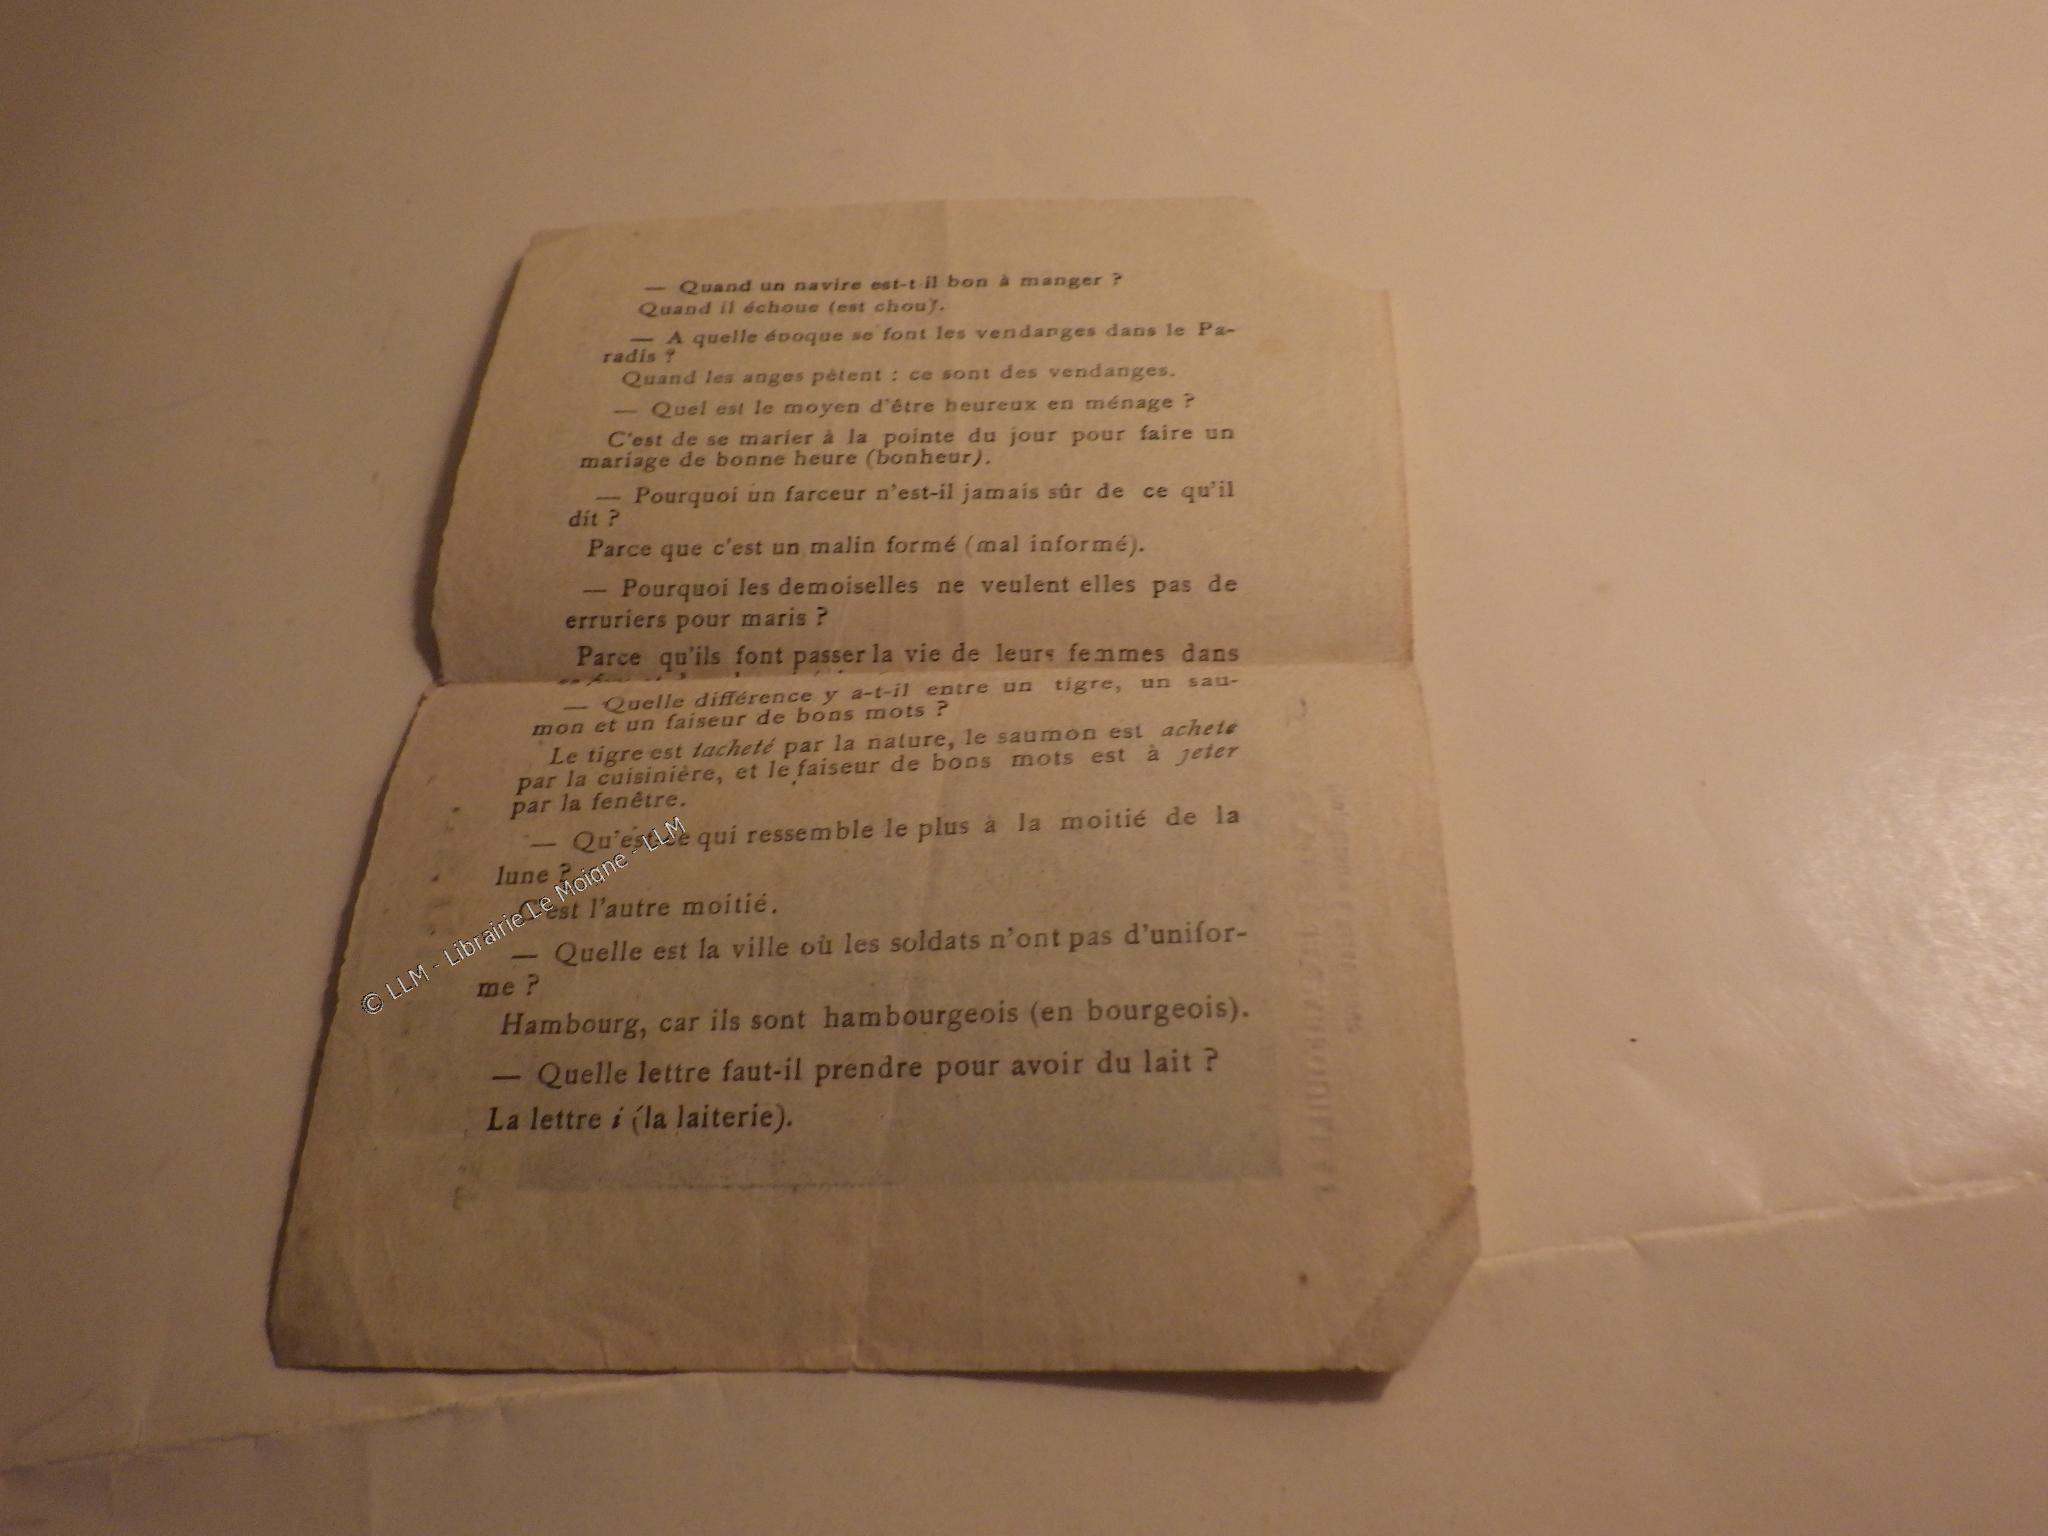 — Quand un navire est-t-il bon à manger ?
Quand il échoue (est chou).
— A quelle époque se font les vendanges dans le Pa-
radis ?
Quand les anges pètent : ce sont des vendanges.
— Quel est le moyen d'être heureux en ménage ?
C'est de se marier à la pointe du jour pour faire un
mariage de bonne heure (bonheur).
— Pourquoi un farceur n'est-il jamais sûr de ce qu'il
dit ?
Parce que c'est un malin formé (mal informé).
— Pourquoi les demoiselles ne veulent elles pas de
erruriers pour maris ?
Parce qu'ils font passer la vie de leurs femmes dans
— Quelle différence y a-t-il entre un tigre, un sau-
mon et un faiseur de bons mots ?
Le tigre est tacheté par la nature, le saumon est acheté
par la cuisinière, et le faiseur de bons mots est à jeter
par la fenêtre.
— Qu'est-ce qui ressemble le plus à la moitié de la
lune ?
C'est l'autre moitié.
— Quelle est la ville où les soldats n'ont pas d'unifor-
me ?
Hambourg, car ils sont hambourgeois (en bourgeois).
— Quelle lettre faut-il prendre pour avoir du lait ?
La lettre i (la laiterie).
© LLM - Librairie Le Moigne - LLM